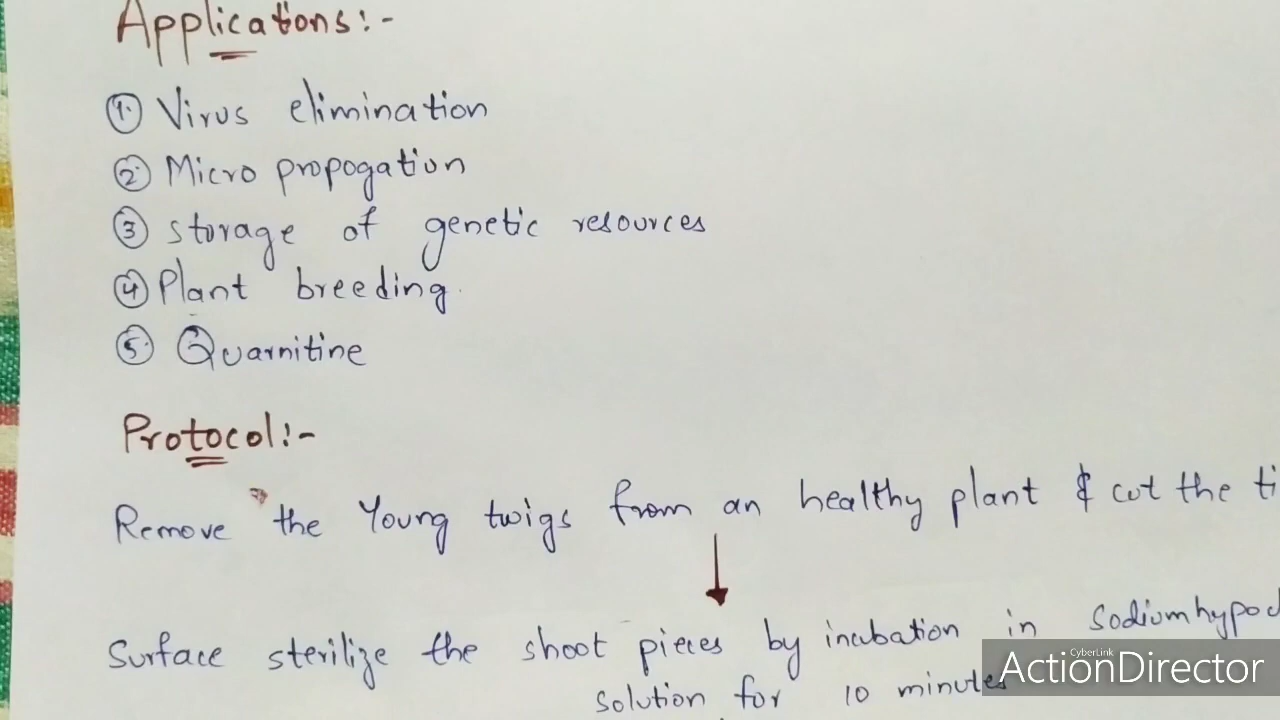 Applications:-
① Virus elimination
② Micro propogation
③ Storage of genetic resources
④ Plant breeding.
⑤ Quarnitine
Protocol:-
Remove the Young twigs from an healthy plant & cut the ti
Surface sterilize the shoot pieces by incubation in Sodiumhypoc
solution for 10 minutes
CyberLink
ActionDirector